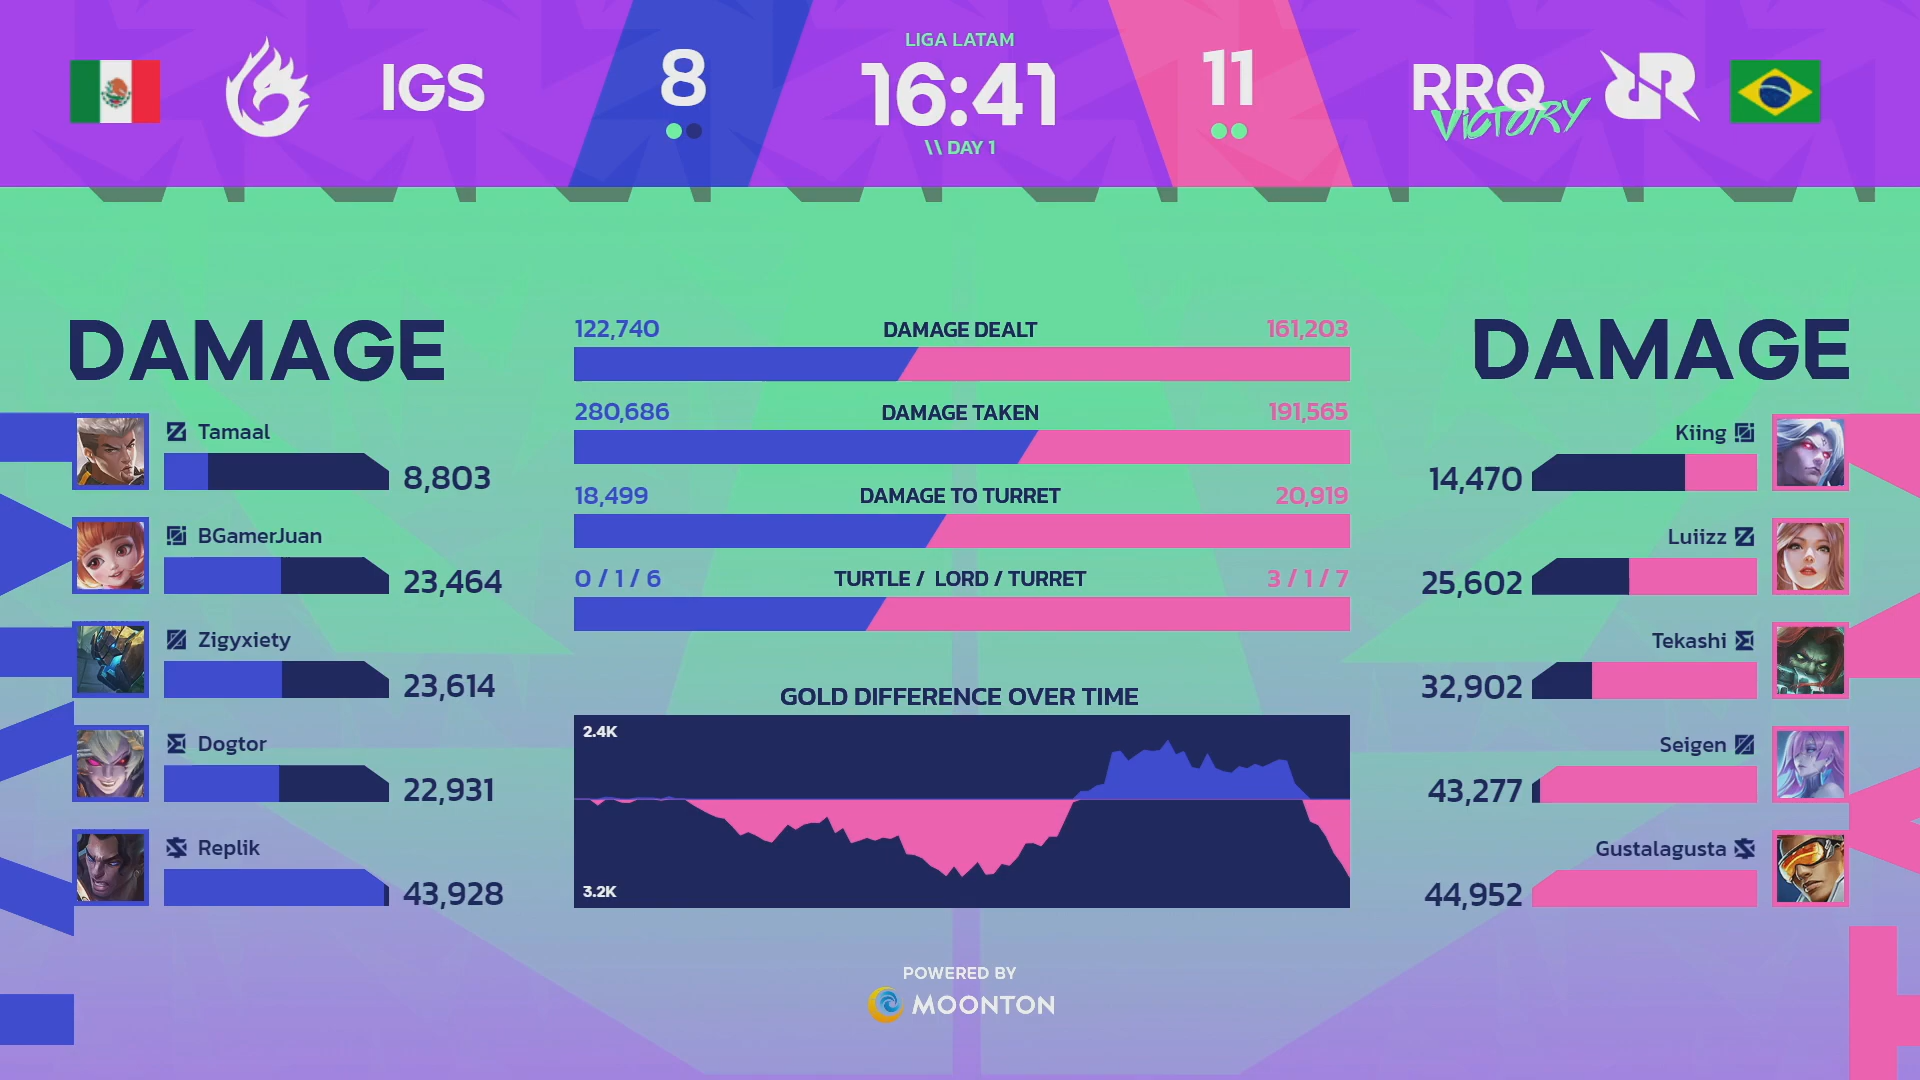 LIGA LATAM
IGS
8
16:41
11
RRQ
VICTORY
\\ DAY 1
DAMAGE
Tamaal
8,803
BGamerJuan
23,464
Zigyxiety
23,614
Dogtor
22,931
Replik
43,928
122,740 DAMAGE DEALT 161,203
280,686 DAMAGE TAKEN 191,565
18,499 DAMAGE TO TURRET 20,919
0 / 1 / 6 TURTLE / LORD / TURRET 3 / 1 / 7
GOLD DIFFERENCE OVER TIME
2.4K
3.2K
DAMAGE
Kiing
14,470
Luiizz
25,602
Tekashi
32,902
Seigen
43,277
Gustalagusta
44,952
POWERED BY
MOONTON